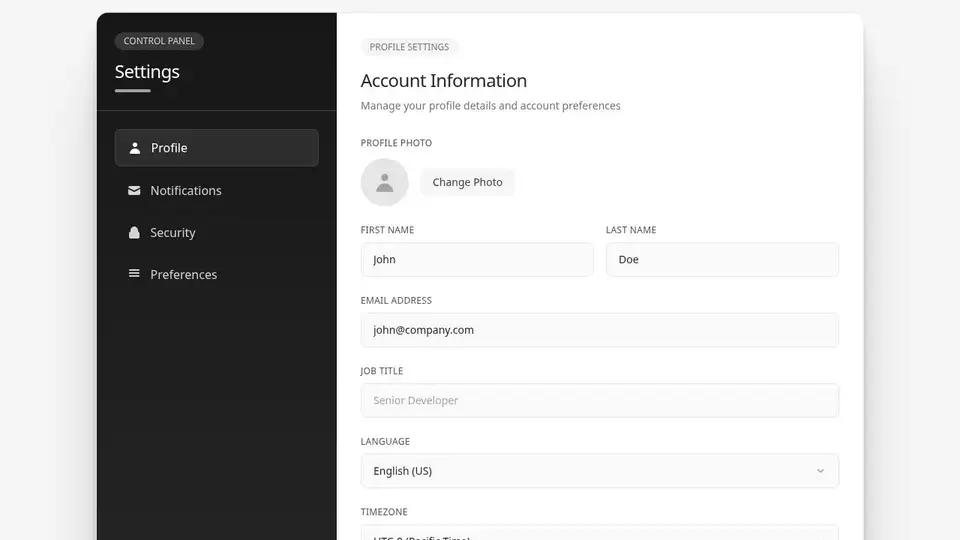 CONTROL PANEL
Settings
Profile
Notifications
Security
Preferences
PROFILE SETTINGS
Account Information
Manage your profile details and account preferences
PROFILE PHOTO
Change Photo
FIRST NAME
LAST NAME
John
Doe
EMAIL ADDRESS
john@company.com
JOB TITLE
Senior Developer
LANGUAGE
English (US)
TIMEZONE
(Pacific Time)